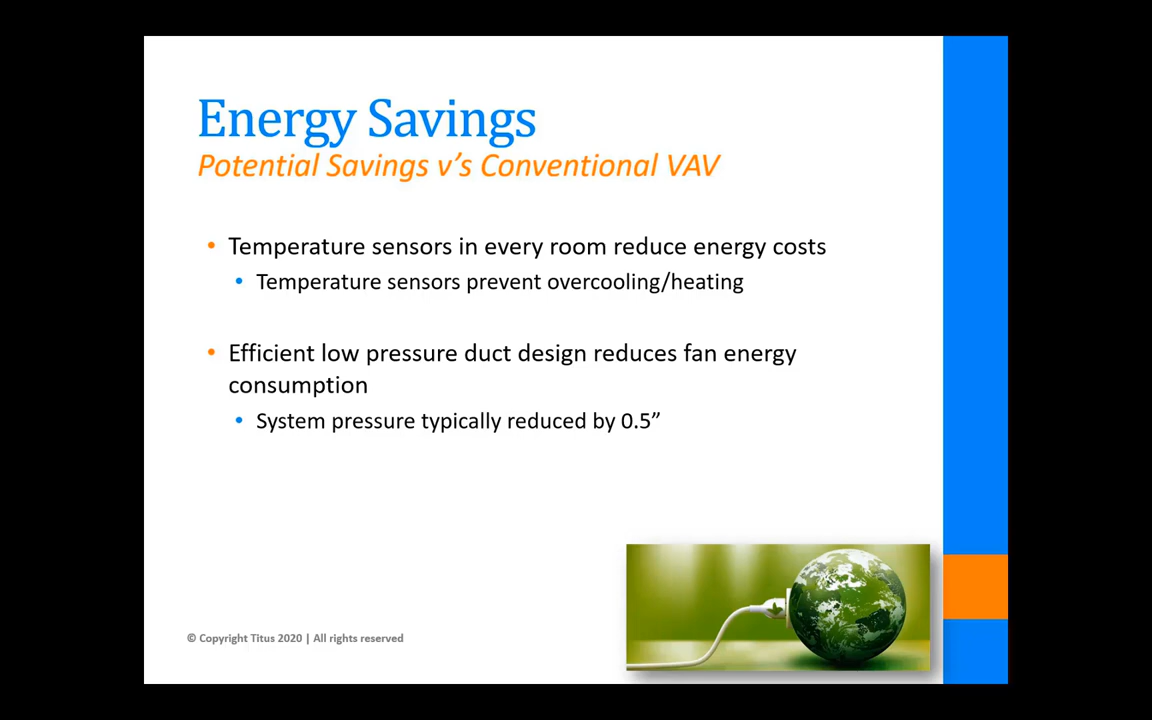 Energy Savings
Potential Savings v’s Conventional VAV
• Temperature sensors in every room reduce energy costs
• Temperature sensors prevent overcooling/heating
• Efficient low pressure duct design reduces fan energy
consumption
• System pressure typically reduced by 0.5”
© Copyright Titus 2020 | All rights reserved